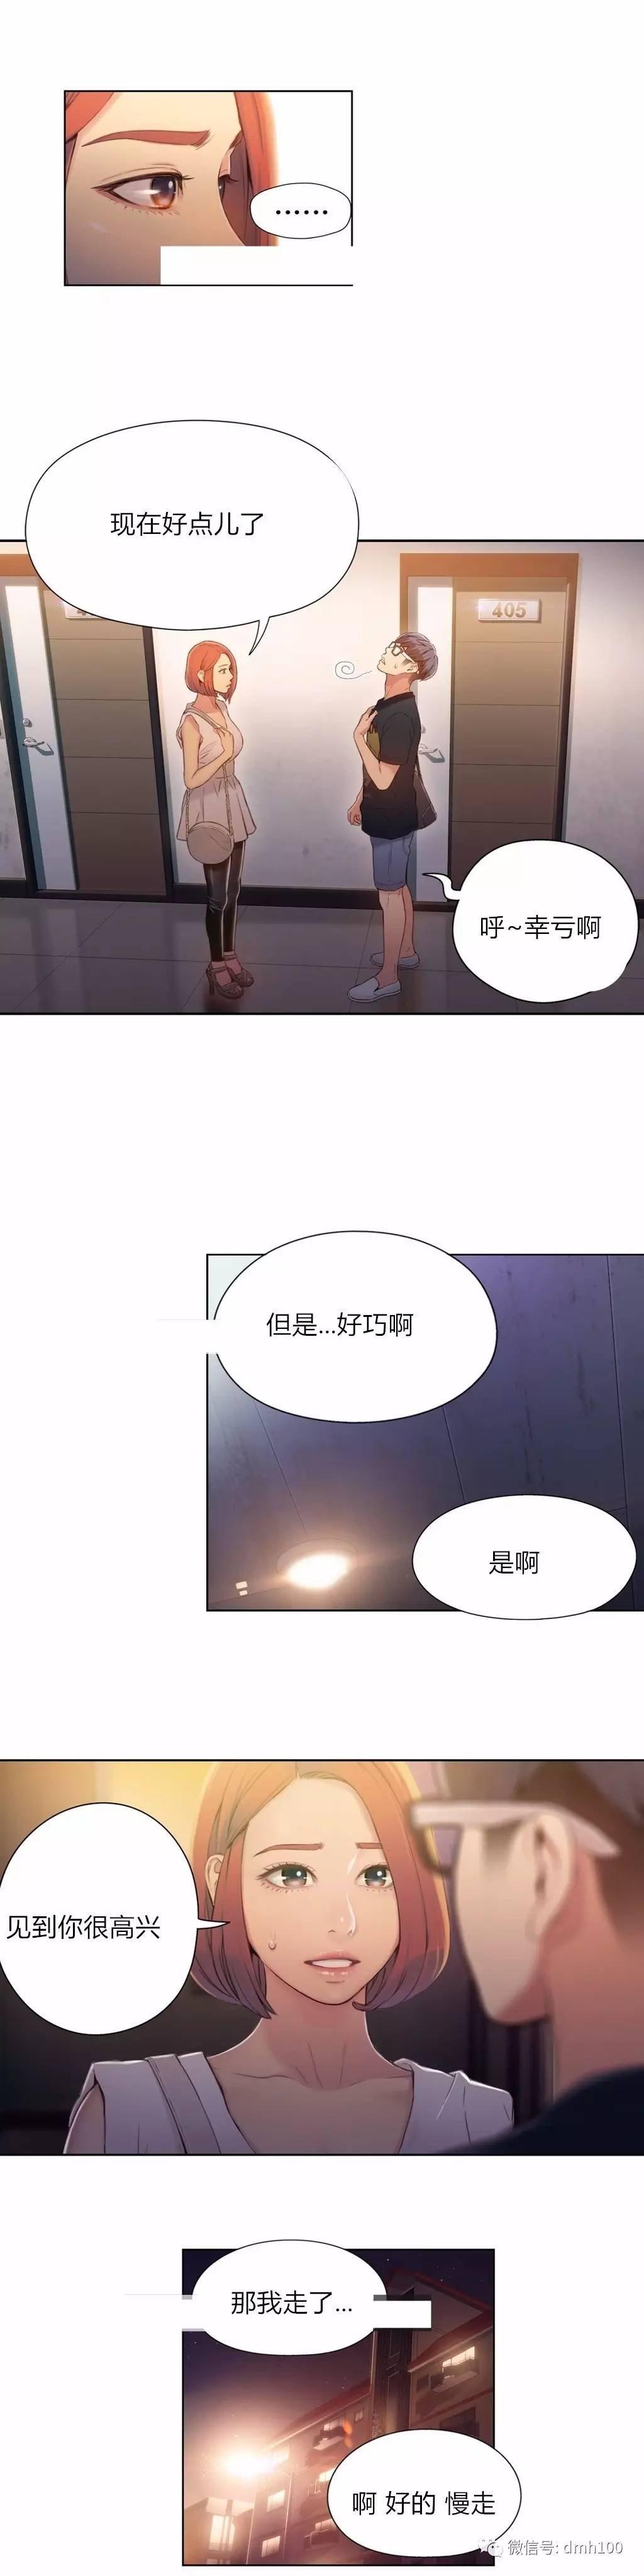 ......
现在好点儿了
405
呼~幸亏啊
但是...好巧啊
是啊
见到你很高兴
那我走了...
啊 好的 慢走
微信号: dmh100